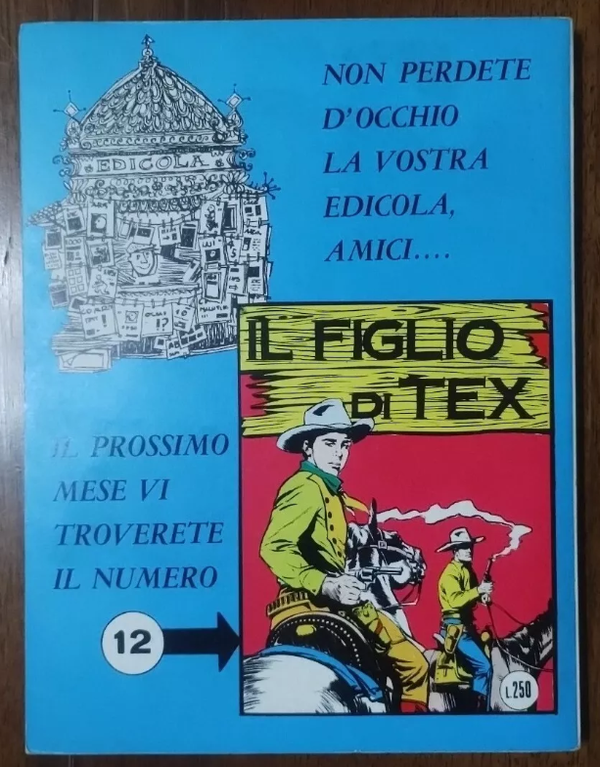 NON PERDETE
D'OCCHIO
LA VOSTRA
EDICOLA,
AMICI....
EDICOLA
IL FIGLIO
DI TEX
IL PROSSIMO
MESE VI
TROVERETE
IL NUMERO
12
L.250